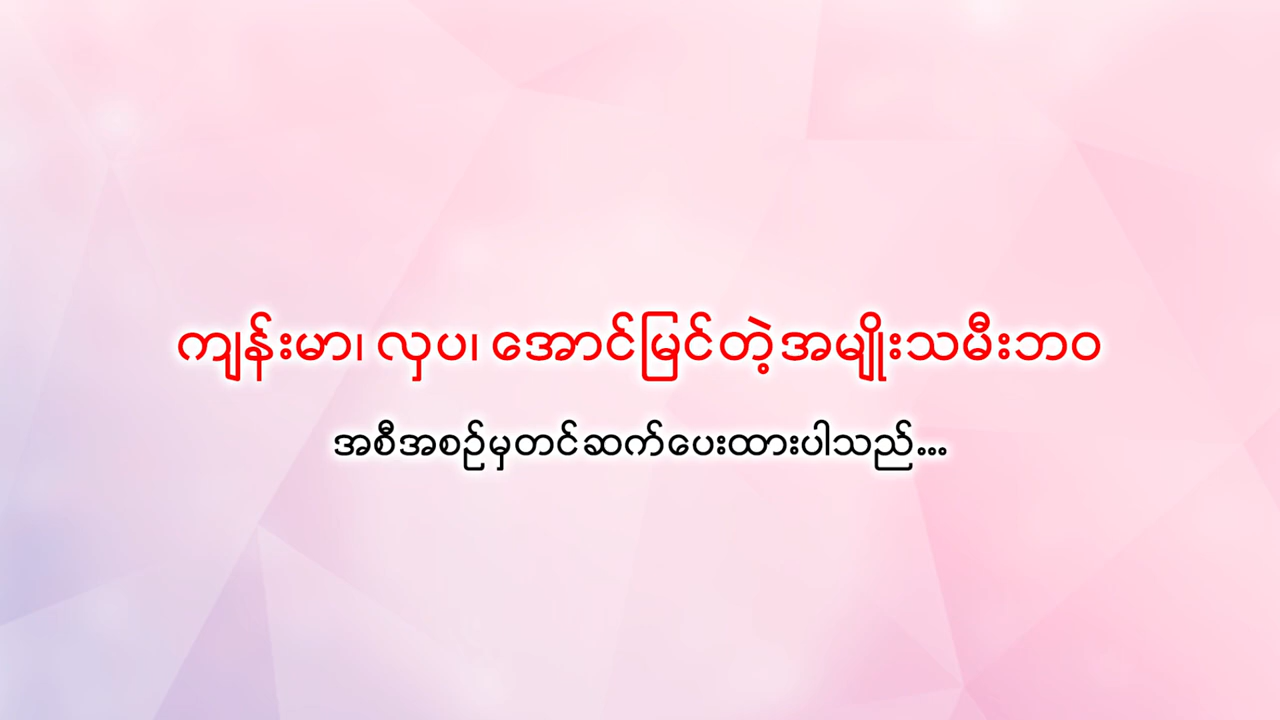 ကျန်းမာ၊ လှပ၊ အောင်မြင်တဲ့အမျိုးသမီးဘဝ
အစီအစဉ်မှတင်ဆက်ပေးထားပါသည်...